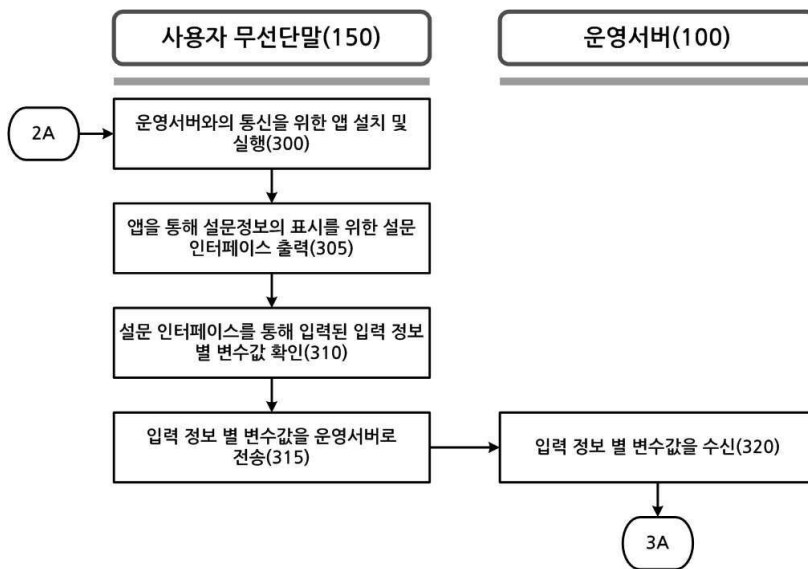 사용자 무선단말(150)
운영서버(100)
2A
운영서버와의 통신을 위한 앱 설치 및
실행(300)
앱을 통해 설문정보의 표시를 위한 설문
인터페이스 출력(305)
설문 인터페이스를 통해 입력된 입력 정보
별 변수값 확인(310)
입력 정보 별 변수값을 운영서버로
전송(315)
입력 정보 별 변수값을 수신(320)
3A